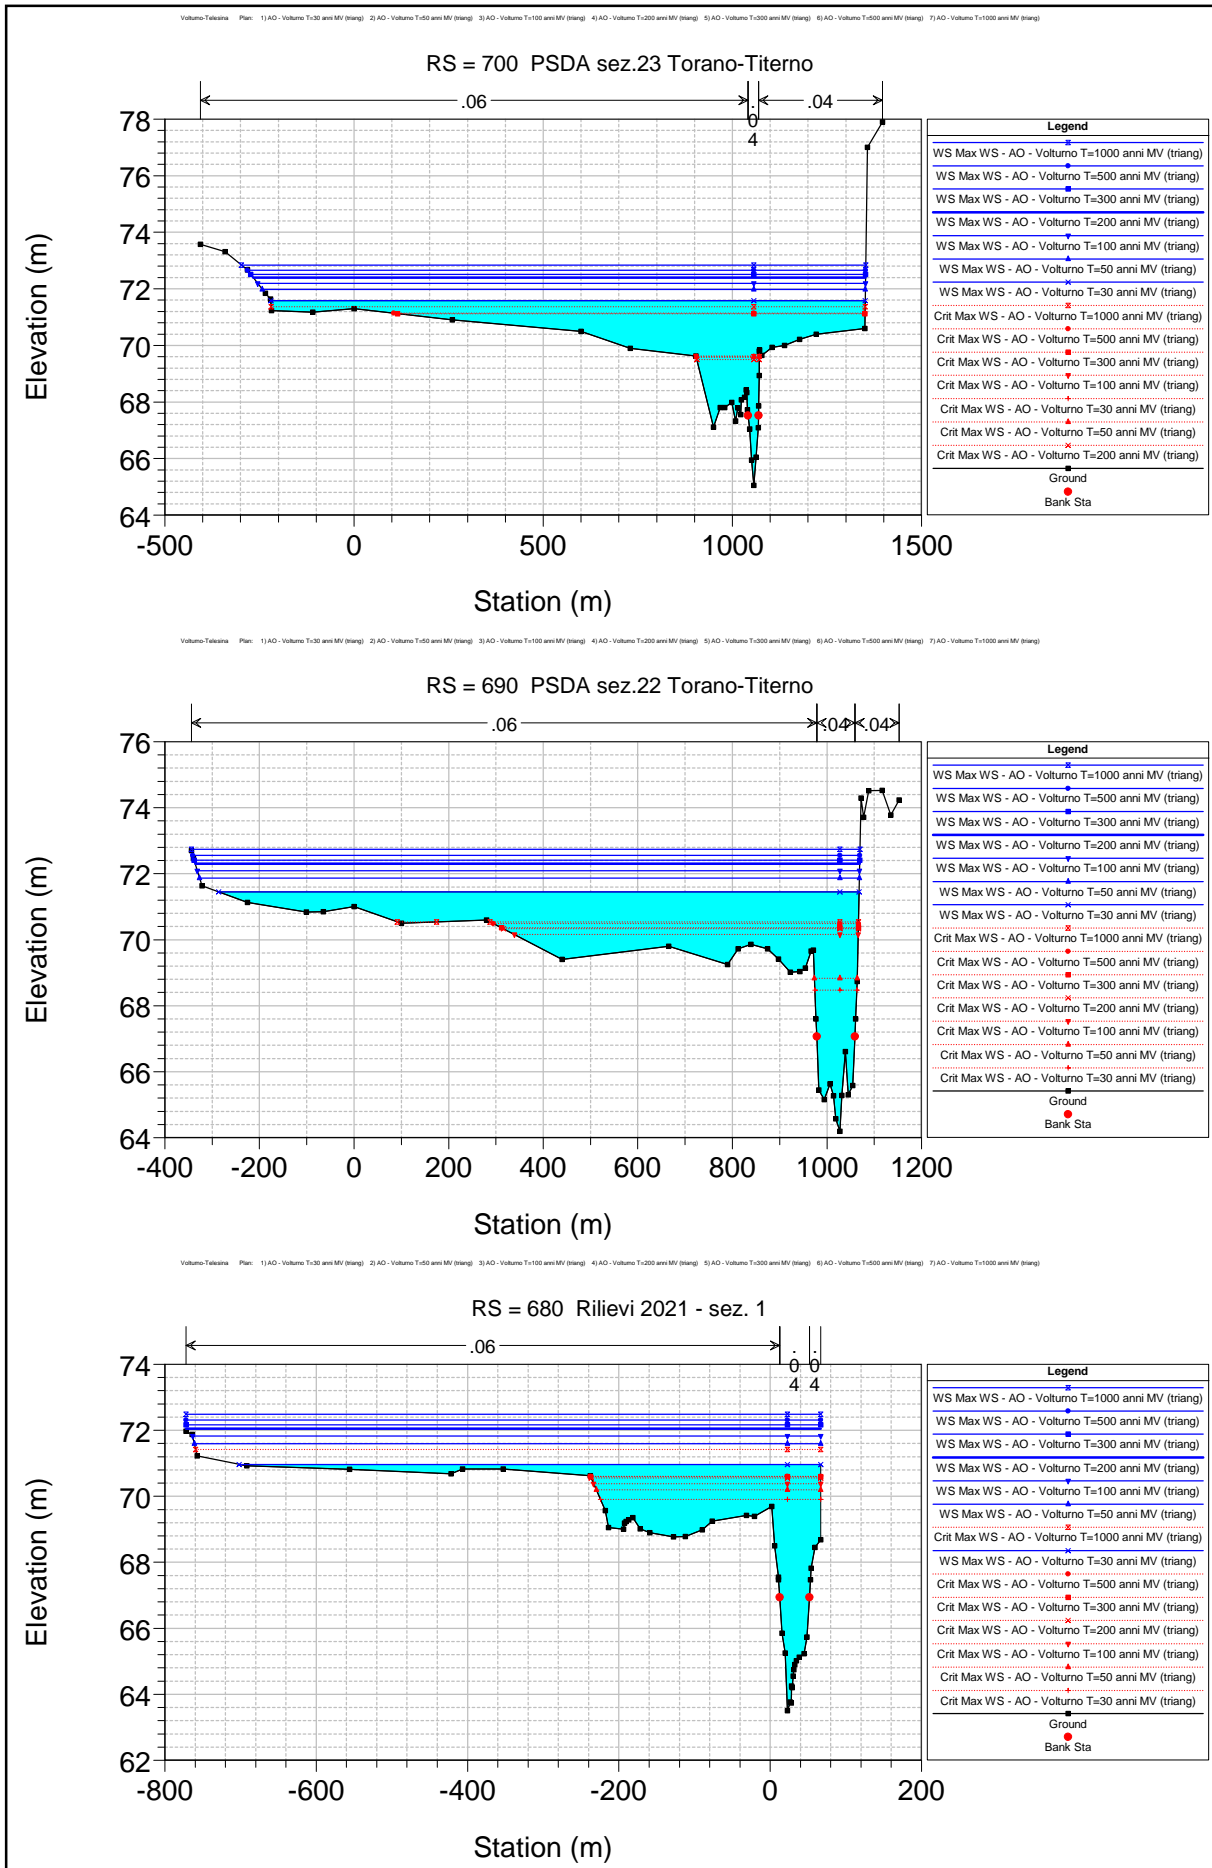 Volturno-Telesina Plan: 1) AO - Volturno T=30 anni MV (triang) 2) AO - Volturno T=50 anni MV (triang) 3) AO - Volturno T=100 anni MV (triang) 4) AO - Volturno T=200 anni MV (triang) 5) AO - Volturno T=300 anni MV (triang) 6) AO - Volturno T=500 anni MV (triang) 7) AO - Volturno T=1000 anni MV (triang)
RS = 700 PSDA sez.23 Torano-Titerno
.06 .04 .04
78
76
74
72
70
68
66
64
-500 0 500 1000 1500
Elevation (m)
Station (m)
Legend
WS Max WS - AO - Volturno T=1000 anni MV (triang)
WS Max WS - AO - Volturno T=500 anni MV (triang)
WS Max WS - AO - Volturno T=300 anni MV (triang)
WS Max WS - AO - Volturno T=200 anni MV (triang)
WS Max WS - AO - Volturno T=100 anni MV (triang)
WS Max WS - AO - Volturno T=50 anni MV (triang)
WS Max WS - AO - Volturno T=30 anni MV (triang)
Crit Max WS - AO - Volturno T=1000 anni MV (triang)
Crit Max WS - AO - Volturno T=500 anni MV (triang)
Crit Max WS - AO - Volturno T=300 anni MV (triang)
Crit Max WS - AO - Volturno T=100 anni MV (triang)
Crit Max WS - AO - Volturno T=30 anni MV (triang)
Crit Max WS - AO - Volturno T=50 anni MV (triang)
Crit Max WS - AO - Volturno T=200 anni MV (triang)
Ground
Bank Sta
Volturno-Telesina Plan: 1) AO - Volturno T=30 anni MV (triang) 2) AO - Volturno T=50 anni MV (triang) 3) AO - Volturno T=100 anni MV (triang) 4) AO - Volturno T=200 anni MV (triang) 5) AO - Volturno T=300 anni MV (triang) 6) AO - Volturno T=500 anni MV (triang) 7) AO - Volturno T=1000 anni MV (triang)
RS = 690 PSDA sez.22 Torano-Titerno
.06 .04 .04
76
74
72
70
68
66
64
-400 -200 0 200 400 600 800 1000 1200
Elevation (m)
Station (m)
Legend
WS Max WS - AO - Volturno T=1000 anni MV (triang)
WS Max WS - AO - Volturno T=500 anni MV (triang)
WS Max WS - AO - Volturno T=300 anni MV (triang)
WS Max WS - AO - Volturno T=200 anni MV (triang)
WS Max WS - AO - Volturno T=100 anni MV (triang)
WS Max WS - AO - Volturno T=50 anni MV (triang)
WS Max WS - AO - Volturno T=30 anni MV (triang)
Crit Max WS - AO - Volturno T=1000 anni MV (triang)
Crit Max WS - AO - Volturno T=500 anni MV (triang)
Crit Max WS - AO - Volturno T=300 anni MV (triang)
Crit Max WS - AO - Volturno T=200 anni MV (triang)
Crit Max WS - AO - Volturno T=100 anni MV (triang)
Crit Max WS - AO - Volturno T=50 anni MV (triang)
Crit Max WS - AO - Volturno T=30 anni MV (triang)
Ground
Bank Sta
Volturno-Telesina Plan: 1) AO - Volturno T=30 anni MV (triang) 2) AO - Volturno T=50 anni MV (triang) 3) AO - Volturno T=100 anni MV (triang) 4) AO - Volturno T=200 anni MV (triang) 5) AO - Volturno T=300 anni MV (triang) 6) AO - Volturno T=500 anni MV (triang) 7) AO - Volturno T=1000 anni MV (triang)
RS = 680 Rilievi 2021 - sez. 1
.06 .04 .04
74
72
70
68
66
64
62
-800 -600 -400 -200 0 200
Elevation (m)
Station (m)
Legend
WS Max WS - AO - Volturno T=1000 anni MV (triang)
WS Max WS - AO - Volturno T=500 anni MV (triang)
WS Max WS - AO - Volturno T=300 anni MV (triang)
WS Max WS - AO - Volturno T=200 anni MV (triang)
WS Max WS - AO - Volturno T=100 anni MV (triang)
WS Max WS - AO - Volturno T=50 anni MV (triang)
Crit Max WS - AO - Volturno T=1000 anni MV (triang)
WS Max WS - AO - Volturno T=30 anni MV (triang)
Crit Max WS - AO - Volturno T=500 anni MV (triang)
Crit Max WS - AO - Volturno T=300 anni MV (triang)
Crit Max WS - AO - Volturno T=200 anni MV (triang)
Crit Max WS - AO - Volturno T=100 anni MV (triang)
Crit Max WS - AO - Volturno T=50 anni MV (triang)
Crit Max WS - AO - Volturno T=30 anni MV (triang)
Ground
Bank Sta